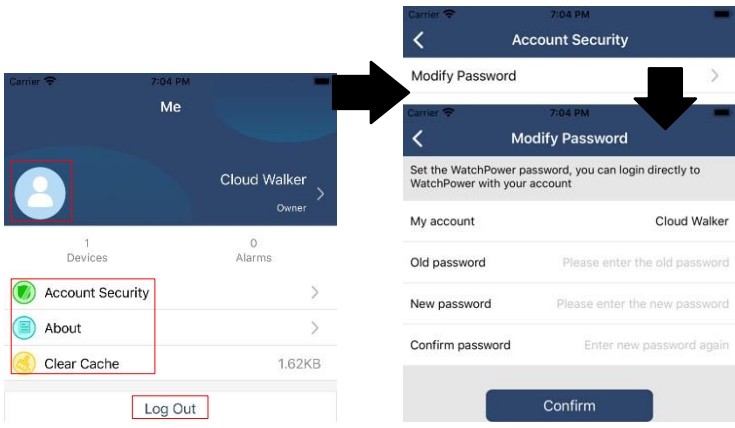 Carrier 7:04 PM
Me
Cloud Walker
Owner
1 0
Devices Alarms
Account Security
About
Clear Cache 1.62KB
Log Out
Carrier 7:04 PM
Account Security
Modify Password
Carrier 7:04 PM
Modify Password
Set the WatchPower password, you can login directly to
WatchPower with your account
My account Cloud Walker
Old password Please enter the old password
New password Please enter the new password
Confirm password Enter new password again
Confirm